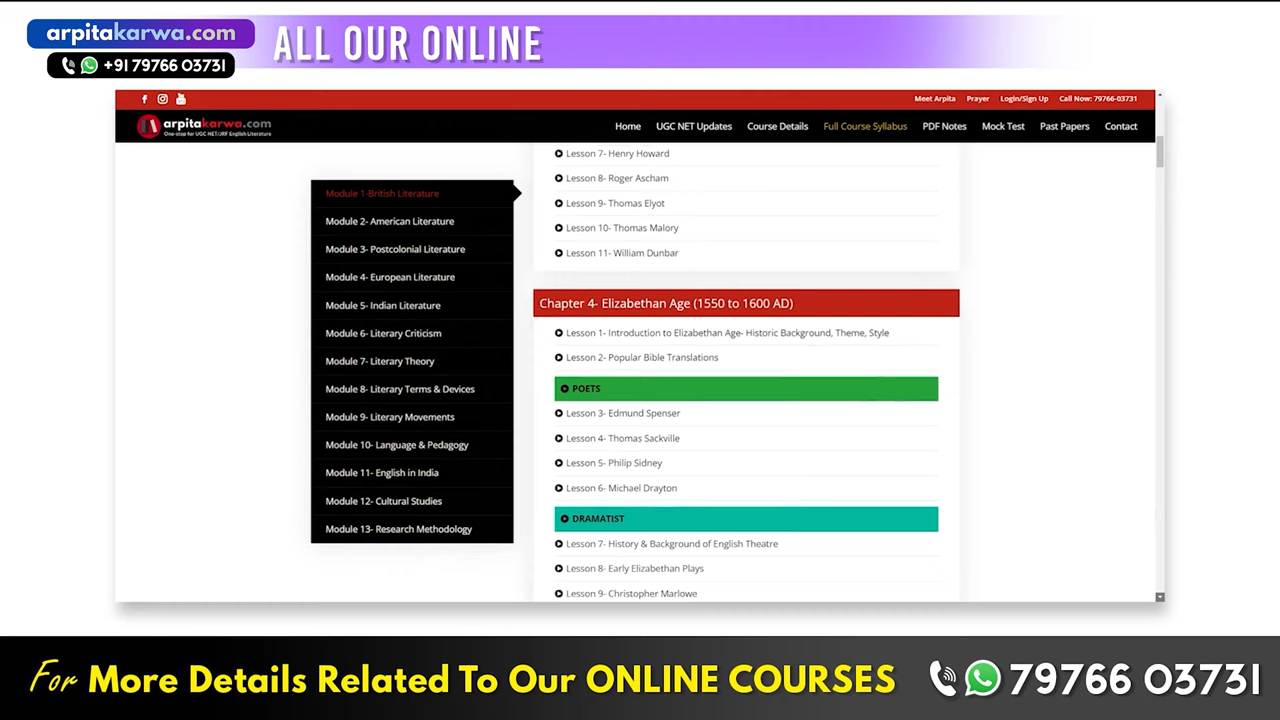 arpitakarwa.com
+91 79766 03731
ALL OUR ONLINE
Meet Arpita Prayer Login/Sign Up Call Now: 79766-03731
arpitakarwa.com
One-stop for UGC NET/JRF English Literature
Home UGC NET Updates Course Details Full Course Syllabus PDF Notes Mock Test Past Papers Contact
Module 1-British Literature
Module 2- American Literature
Module 3- Postcolonial Literature
Module 4- European Literature
Module 5- Indian Literature
Module 6- Literary Criticism
Module 7- Literary Theory
Module 8- Literary Terms & Devices
Module 9- Literary Movements
Module 10- Language & Pedagogy
Module 11- English in India
Module 12- Cultural Studies
Module 13- Research Methodology
Lesson 7- Henry Howard
Lesson 8- Roger Ascham
Lesson 9- Thomas Elyot
Lesson 10- Thomas Malory
Lesson 11- William Dunbar
Chapter 4- Elizabethan Age (1550 to 1600 AD)
Lesson 1- Introduction to Elizabethan Age- Historic Background, Theme, Style
Lesson 2- Popular Bible Translations
POETS
Lesson 3- Edmund Spenser
Lesson 4- Thomas Sackville
Lesson 5- Philip Sidney
Lesson 6- Michael Drayton
DRAMATIST
Lesson 7- History & Background of English Theatre
Lesson 8- Early Elizabethan Plays
Lesson 9- Christopher Marlowe
For More Details Related To Our ONLINE COURSES 79766 03731